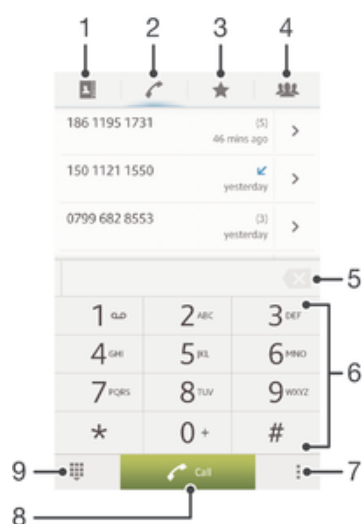 1 2 3 4
186 1195 1731 (5)
46 mins ago
150 1121 1550
yesterday
0799 682 8553 (3)
yesterday
5
1 2 ABC 3 DEF
4 GHI 5 JKL 6 MNO
6
7 PQRS 8 TUV 9 WXYZ
* 0 + #
9 Call 7
8